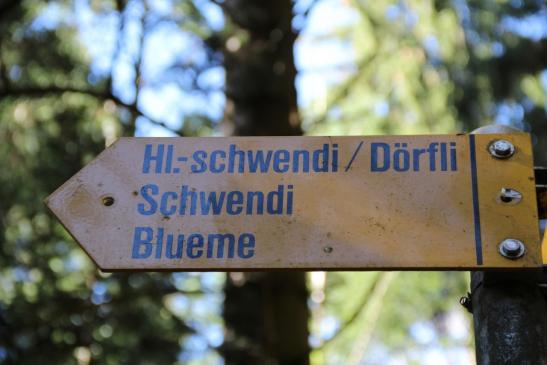 Hl.-schwendi / Dörfli
Schwendi
Blueme